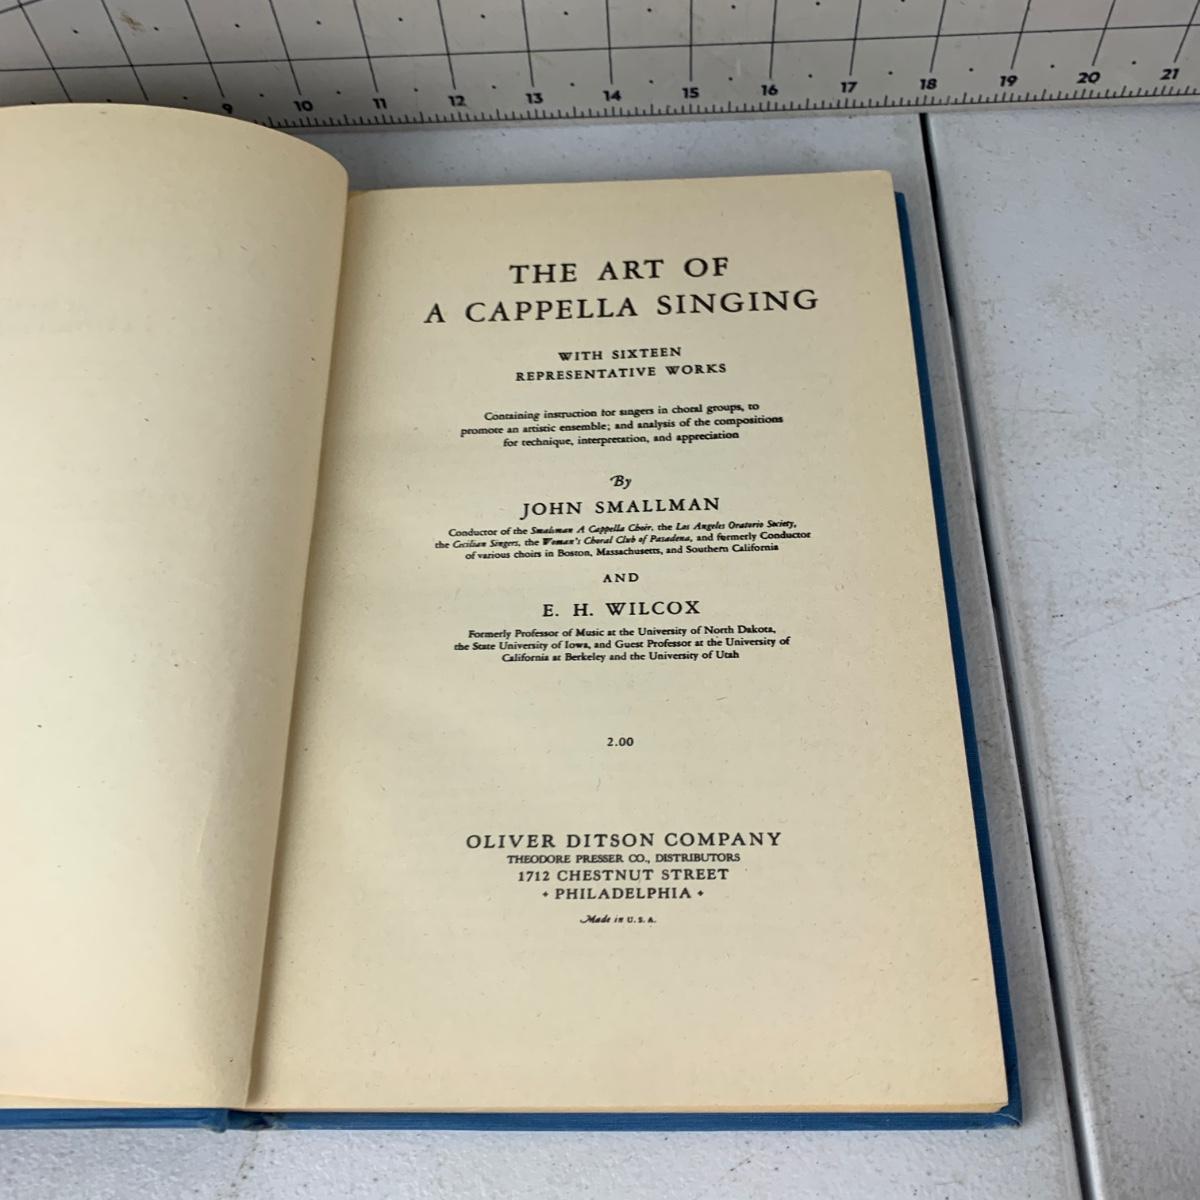 9 10 11 12 13 14 15 16 17 18 19 20 21
THE ART OF
A CAPPELLA SINGING
WITH SIXTEEN
REPRESENTATIVE WORKS
Containing instruction for singers in choral groups, to
promote an artistic ensemble; and analysis of the compositions
for technique, interpretation, and appreciation
By
JOHN SMALLMAN
Conductor of the Smallman A Cappella Choir, the Los Angeles Oratorio Society,
the Cecilian Singers, the Woman's Choral Club of Pasadena, and formerly Conductor
of various choirs in Boston, Massachusetts, and Southern California
AND
E. H. WILCOX
Formerly Professor of Music at the University of North Dakota,
the State University of Iowa, and Guest Professor at the University of
California at Berkeley and the University of Utah
2.00
OLIVER DITSON COMPANY
THEODORE PRESSER CO., DISTRIBUTORS
1712 CHESTNUT STREET
PHILADELPHIA
Made in U. S. A.